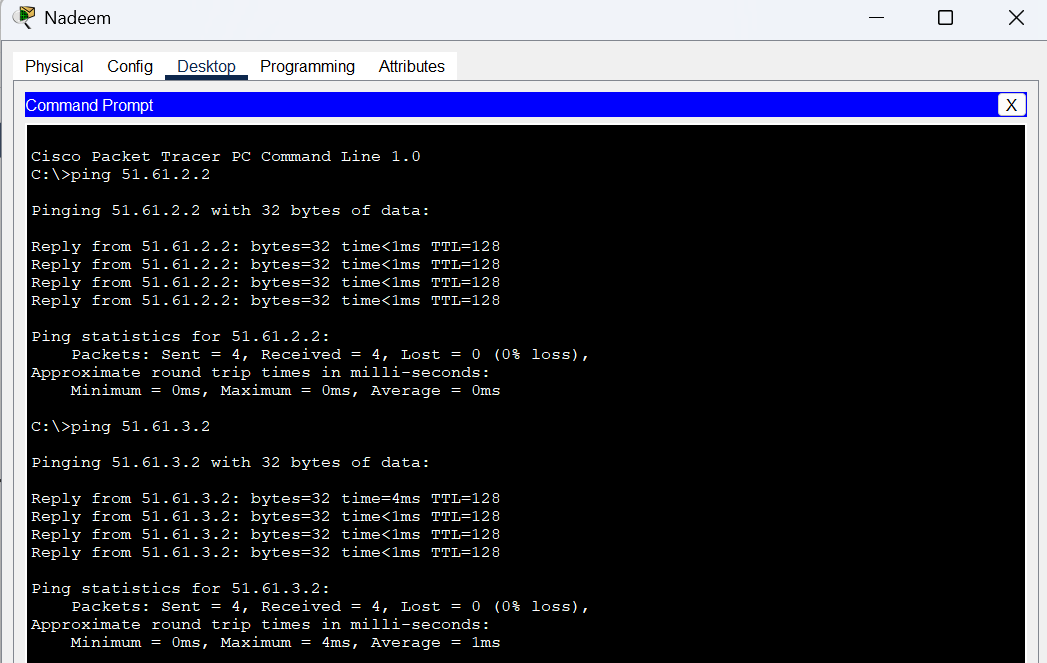 Nadeem
Physical Config Desktop Programming Attributes
Command Prompt X
Cisco Packet Tracer PC Command Line 1.0
C:\>ping 51.61.2.2
Pinging 51.61.2.2 with 32 bytes of data:
Reply from 51.61.2.2: bytes=32 time<1ms TTL=128
Reply from 51.61.2.2: bytes=32 time<1ms TTL=128
Reply from 51.61.2.2: bytes=32 time<1ms TTL=128
Reply from 51.61.2.2: bytes=32 time<1ms TTL=128
Ping statistics for 51.61.2.2:
    Packets: Sent = 4, Received = 4, Lost = 0 (0% loss),
Approximate round trip times in milli-seconds:
    Minimum = 0ms, Maximum = 0ms, Average = 0ms
C:\>ping 51.61.3.2
Pinging 51.61.3.2 with 32 bytes of data:
Reply from 51.61.3.2: bytes=32 time=4ms TTL=128
Reply from 51.61.3.2: bytes=32 time<1ms TTL=128
Reply from 51.61.3.2: bytes=32 time<1ms TTL=128
Reply from 51.61.3.2: bytes=32 time<1ms TTL=128
Ping statistics for 51.61.3.2:
    Packets: Sent = 4, Received = 4, Lost = 0 (0% loss),
Approximate round trip times in milli-seconds:
    Minimum = 0ms, Maximum = 4ms, Average = 1ms